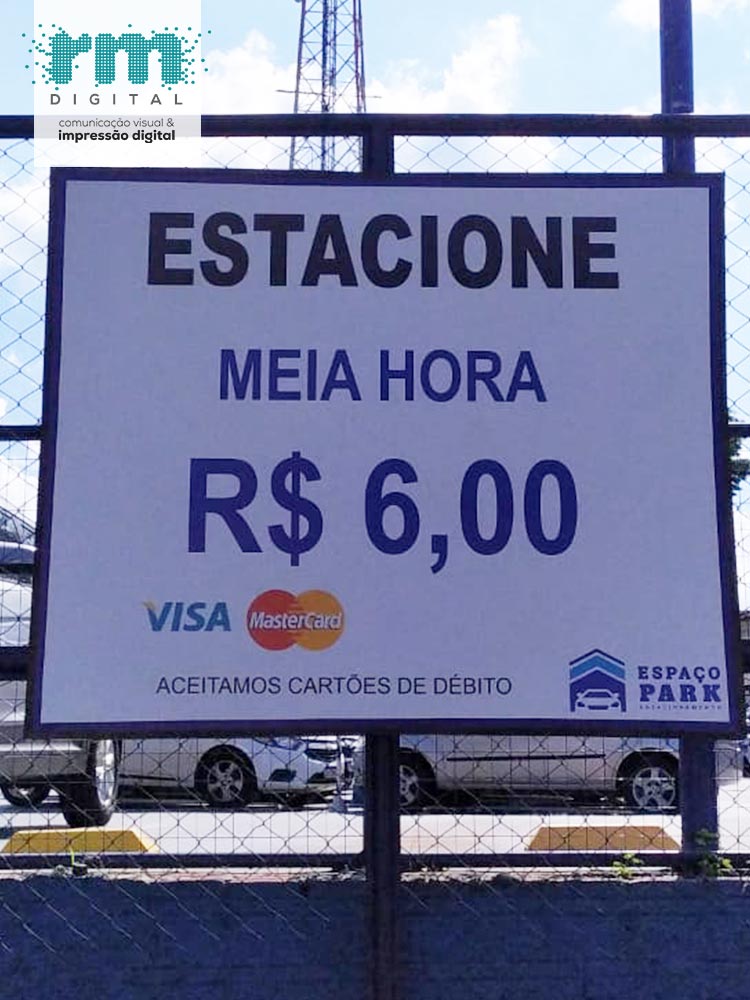 rm
DIGITAL
comunicação visual &
impressão digital
ESTACIONE
MEIA HORA
R$ 6,00
VISA MasterCard
ACEITAMOS CARTÕES DE DÉBITO
ESPAÇO
PARK
ESTACIONAMENTO